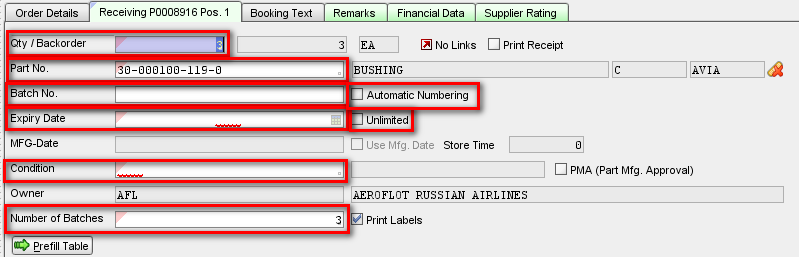 Order Details Receiving P0008916 Pos. 1 Booking Text Remarks Financial Data Supplier Rating
Qty / Backorder 3 3 EA No Links Print Receipt
Part No. 30-000100-119-0 BUSHING C AVIA
Batch No. Automatic Numbering
Expiry Date Unlimited
MFG-Date Use Mfg. Date Store Time 0
Condition PMA (Part Mfg. Approval)
Owner AFL AEROFLOT RUSSIAN AIRLINES
Number of Batches 3 Print Labels
Prefill Table